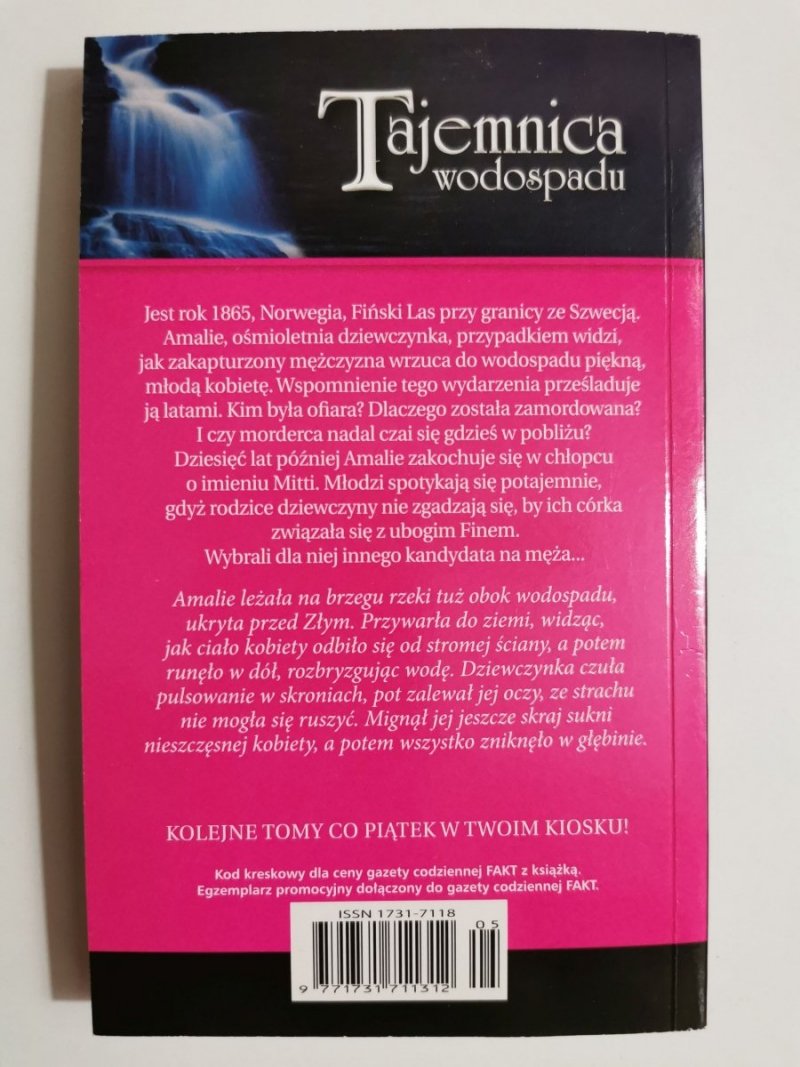 Tajemnica
wodospadu
Jest rok 1865, Norwegia, Fiński Las przy granicy ze Szwecją.
Amalie, ośmioletnia dziewczynka, przypadkiem widzi,
jak zakapturzony mężczyzna wrzuca do wodospadu piękną,
młodą kobietę. Wspomnienie tego wydarzenia prześladuje
ją latami. Kim była ofiara? Dlaczego została zamordowana?
I czy morderca nadal czai się gdzieś w pobliżu?
Dziesięć lat później Amalie zakochuje się w chłopcu
o imieniu Mitti. Młodzi spotykają się potajemnie,
gdyż rodzice dziewczyny nie zgadzają się, by ich córka
związała się z ubogim Finem.
Wybrali dla niej innego kandydata na męża...
Amalie leżała na brzegu rzeki tuż obok wodospadu,
ukryta przed Złym. Przywarła do ziemi, widząc,
jak ciało kobiety odbiło się od stromej ściany, a potem
runęło w dół, rozbryzgując wodę. Dziewczynka czuła
pulsowanie w skroniach, pot zalewał jej oczy, ze strachu
nie mogła się ruszyć. Mignął jej jeszcze skraj sukni
nieszczęsnej kobiety, a potem wszystko zniknęło w głębinie.
KOLEJNE TOMY CO PIĄTEK W TWOIM KIOSKU!
Kod kreskowy dla ceny gazety codziennej FAKT z książką.
Egzemplarz promocyjny dołączony do gazety codziennej FAKT.
ISSN 1731-7118
05
9 771731 711312